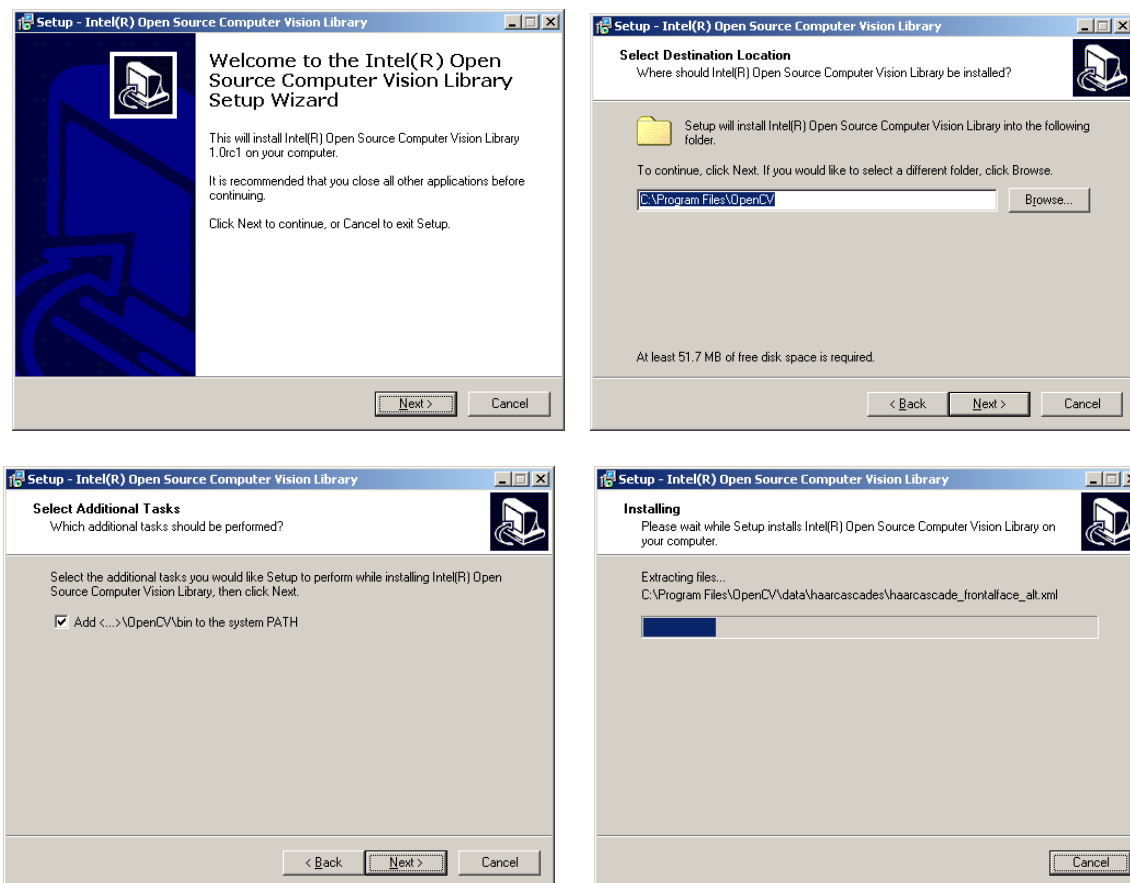 Setup - Intel(R) Open Source Computer Vision Library
Welcome to the Intel(R) Open
Source Computer Vision Library
Setup Wizard
This will install Intel(R) Open Source Computer Vision Library
1.0rc1 on your computer.
It is recommended that you close all other applications before
continuing.
Click Next to continue, or Cancel to exit Setup.
Next >
Cancel
Setup - Intel(R) Open Source Computer Vision Library
Select Destination Location
Where should Intel(R) Open Source Computer Vision Library be installed?
Setup will install Intel(R) Open Source Computer Vision Library into the following
folder.
To continue, click Next. If you would like to select a different folder, click Browse.
C:\Program Files\OpenCV
Browse...
At least 51.7 MB of free disk space is required.
< Back
Next >
Cancel
Setup - Intel(R) Open Source Computer Vision Library
Select Additional Tasks
Which additional tasks should be performed?
Select the additional tasks you would like Setup to perform while installing Intel(R) Open
Source Computer Vision Library, then click Next.
Add <...>\OpenCV\bin to the system PATH
< Back
Next >
Cancel
Setup - Intel(R) Open Source Computer Vision Library
Installing
Please wait while Setup installs Intel(R) Open Source Computer Vision Library on
your computer.
Extracting files...
C:\Program Files\OpenCV\data\haarcascades\haarcascade_frontalface_alt.xml
Cancel